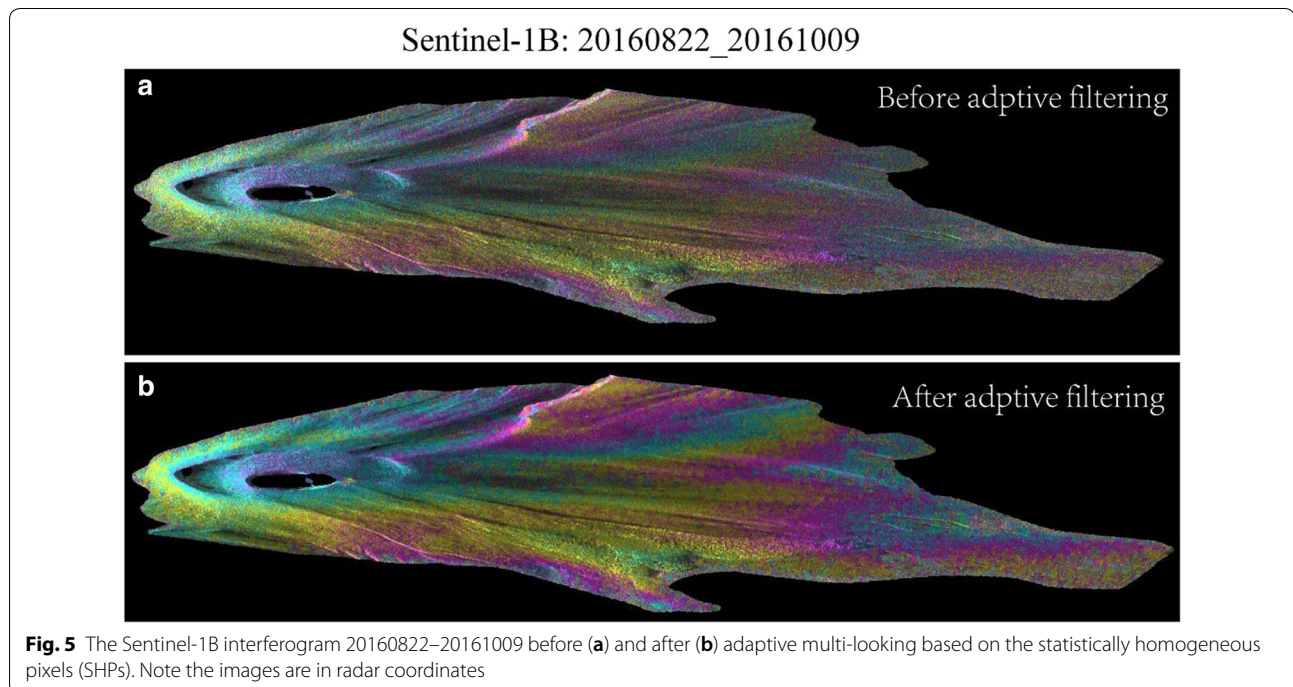 Sentinel-1B: 20160822_20161009
a
Before adptive filtering
b
After adptive filtering
Fig. 5 The Sentinel-1B interferogram 20160822–20161009 before (a) and after (b) adaptive multi-looking based on the statistically homogeneous
pixels (SHPs). Note the images are in radar coordinates